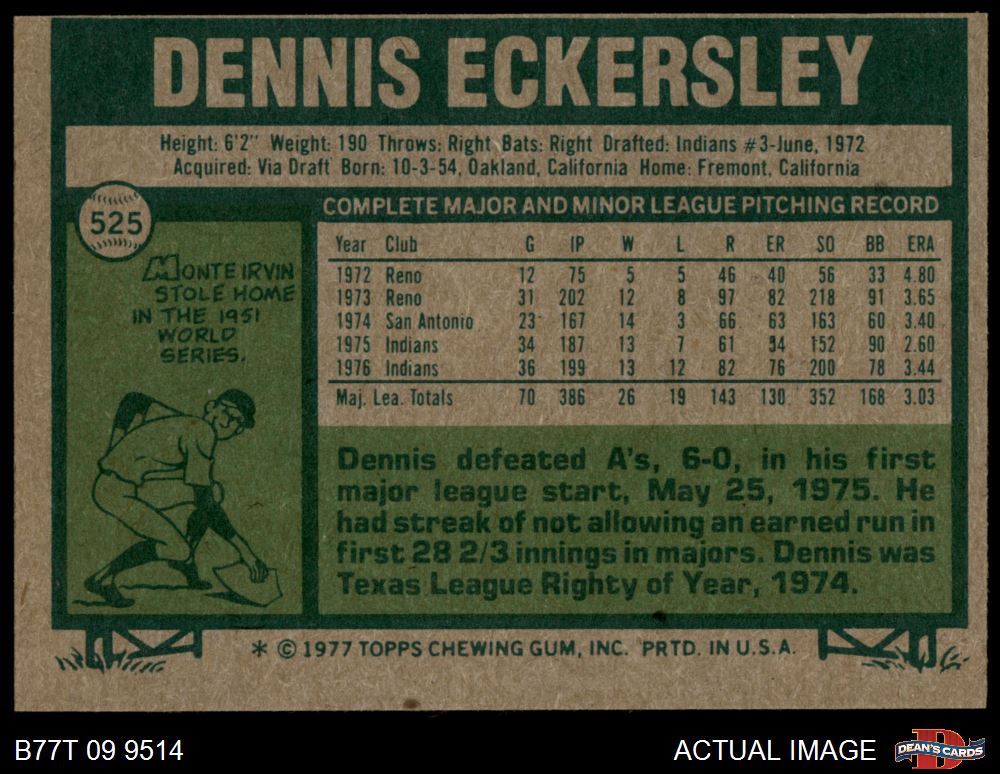 DENNIS ECKERSLEY
Height: 6'2" Weight: 190 Throws: Right Bats: Right Drafted: Indians #3-June, 1972
Acquired: Via Draft Born: 10-3-54, Oakland, California Home: Fremont, California
525
MONTE IRVIN
STOLE HOME
IN THE 1951
WORLD
SERIES.
COMPLETE MAJOR AND MINOR LEAGUE PITCHING RECORD
Year Club G IP W L R ER SO BB ERA
1972 Reno 12 75 5 5 46 40 56 33 4.80
1973 Reno 31 202 12 8 97 82 218 91 3.65
1974 San Antonio 23 167 14 3 66 63 163 60 3.40
1975 Indians 34 187 13 7 61 54 152 90 2.60
1976 Indians 36 199 13 12 82 76 200 78 3.44
Maj. Lea. Totals 70 386 26 19 143 130 352 168 3.03
Dennis defeated A's, 6-0, in his first
major league start, May 25, 1975. He
had streak of not allowing an earned run in
first 28 2/3 innings in majors. Dennis was
Texas League Righty of Year, 1974.
* © 1977 TOPPS CHEWING GUM, INC. PRTD. IN U.S.A.
B77T 09 9514
ACTUAL IMAGE
D
DEAN'S CARDS